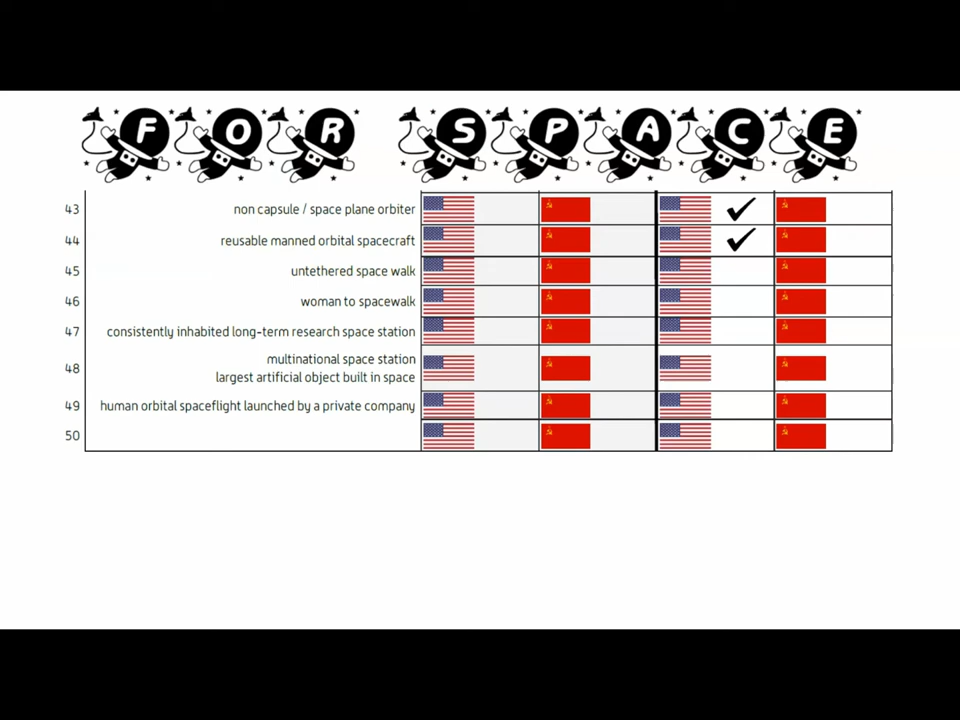 FOR SPACE
43 non capsule / space plane orbiter
44 reusable manned orbital spacecraft
45 untethered space walk
46 woman to spacewalk
47 consistently inhabited long-term research space station
48 multinational space station
largest artificial object built in space
49 human orbital spaceflight launched by a private company
50